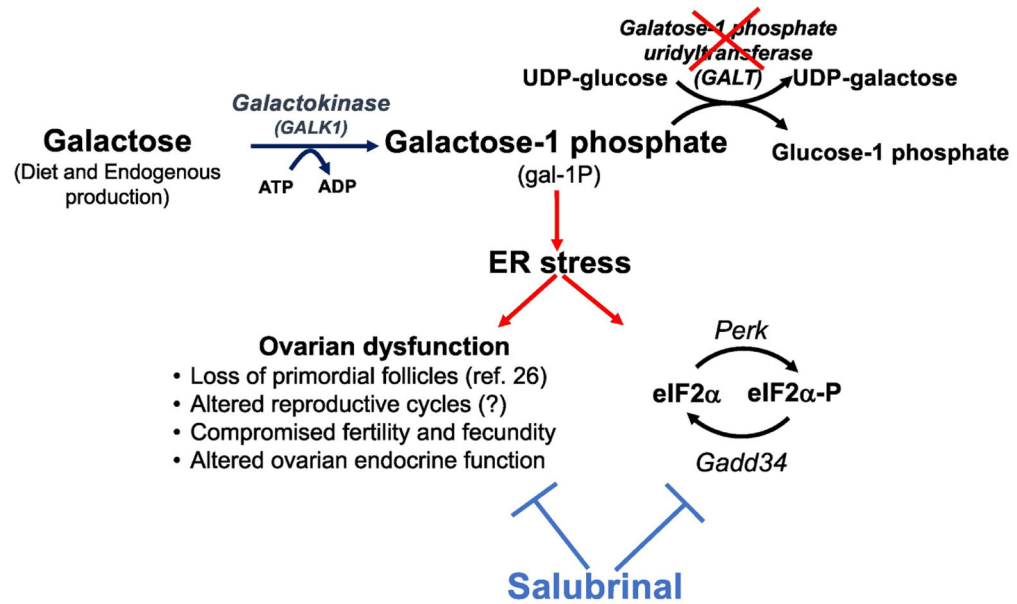 Galatose-1 phosphate
uridyltransferase
(GALT)
UDP-glucose
UDP-galactose
Galactokinase
(GALK1)
Galactose
(Diet and Endogenous
production)
ATP
ADP
Galactose-1 phosphate
(gal-1P)
Glucose-1 phosphate
ER stress
Ovarian dysfunction
• Loss of primordial follicles (ref. 26)
• Altered reproductive cycles (?)
• Compromised fertility and fecundity
• Altered ovarian endocrine function
Perk
eIF2α
eIF2α-P
Gadd34
Salubrinal